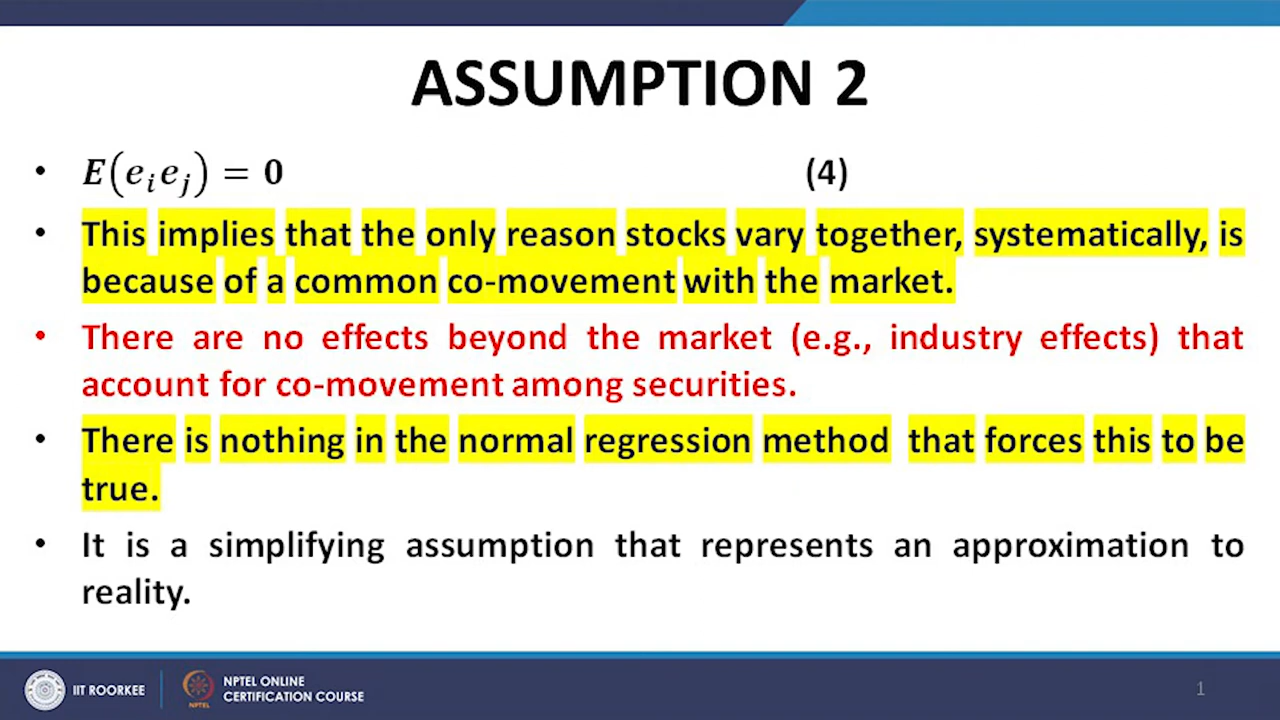 ASSUMPTION 2
• E(e_i e_j) = 0 (4)
• This implies that the only reason stocks vary together, systematically, is
because of a common co-movement with the market.
• There are no effects beyond the market (e.g., industry effects) that
account for co-movement among securities.
• There is nothing in the normal regression method that forces this to be
true.
• It is a simplifying assumption that represents an approximation to
reality.
IIT ROORKEE
NPTEL
NPTEL ONLINE
CERTIFICATION COURSE
1